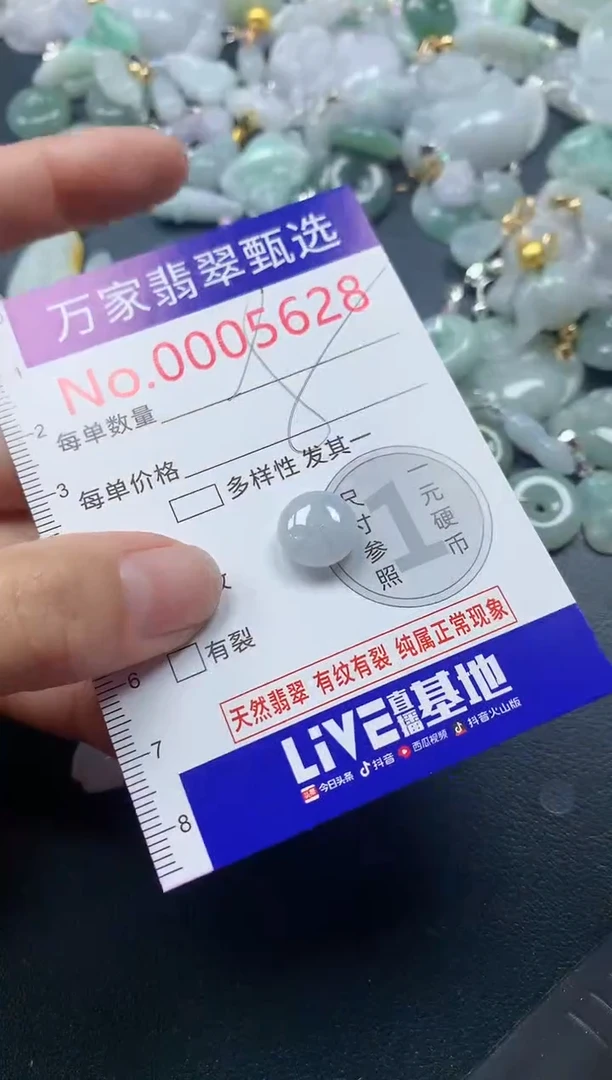 万家翡翠甄选
No.0005628
每单数量
每单价格
多样性 发其一
尺寸参照
1
一元硬币
有裂
天然翡翠 有纹有裂 纯属正常现象
LiVE直播基地
今日头条 抖音 西瓜视频 抖音火山版
2
3
6
7
8